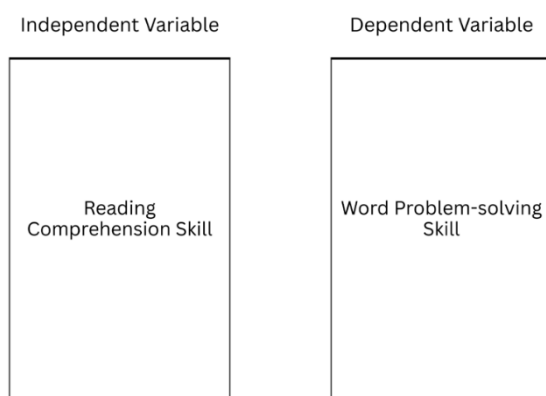 Independent Variable
Dependent Variable
Reading
Comprehension Skill
Word Problem-solving
Skill